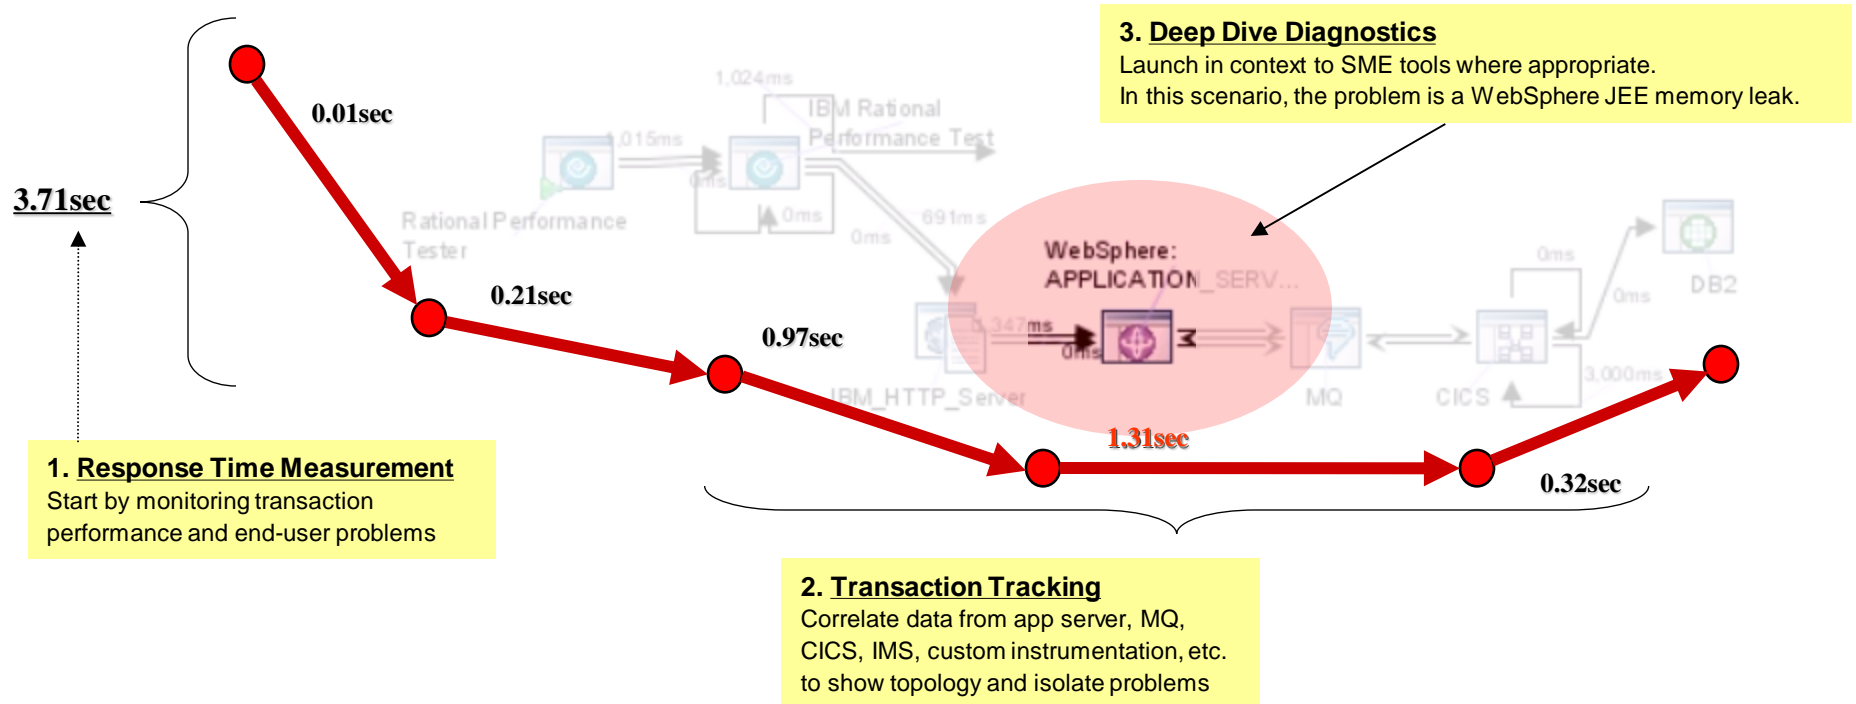 3. Deep Dive Diagnostics
Launch in context to SME tools where appropriate.
In this scenario, the problem is a WebSphere JEE memory leak.
0.01sec
1,024ms
IBM Rational
Performance Test
1,015ms
0ms
0ms
3.71sec
Rational Performance
Tester
691ms
0ms
WebSphere:
APPLICATION_SERV...
0ms
0ms
DB2
0.21sec
0.97sec
347ms
0ms
IBM_HTTP_Server
MQ
CICS
3,000ms
1.31sec
0.32sec
1. Response Time Measurement
Start by monitoring transaction
performance and end-user problems
2. Transaction Tracking
Correlate data from app server, MQ,
CICS, IMS, custom instrumentation, etc.
to show topology and isolate problems